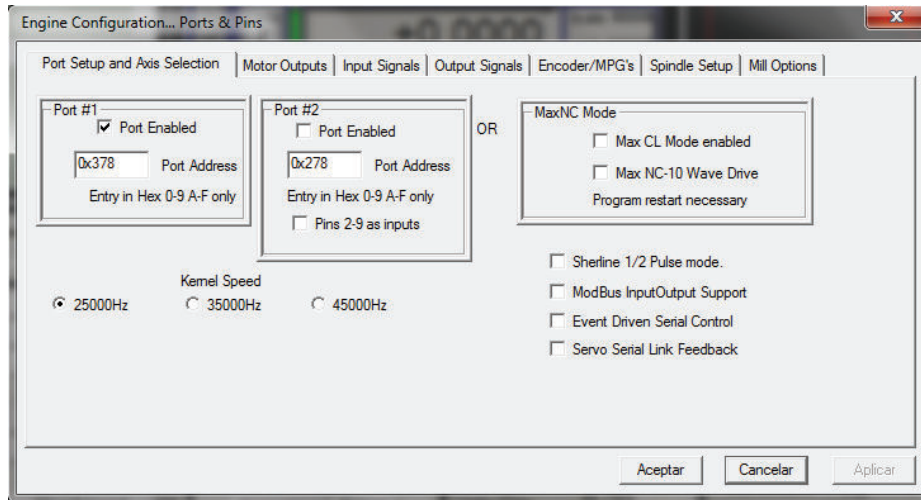 Engine Configuration... Ports & Pins
Port Setup and Axis Selection Motor Outputs Input Signals Output Signals Encoder/MPG's Spindle Setup Mill Options
Port #1
Port Enabled
0x378 Port Address
Entry in Hex 0-9 A-F only
Port #2
Port Enabled
0x278 Port Address
Entry in Hex 0-9 A-F only
Pins 2-9 as inputs
OR
MaxNC Mode
Max CL Mode enabled
Max NC-10 Wave Drive
Program restart necessary
Kernel Speed
25000Hz 35000Hz 45000Hz
Sherline 1/2 Pulse mode.
ModBus InputOutput Support
Event Driven Serial Control
Servo Serial Link Feedback
Aceptar Cancelar Aplicar